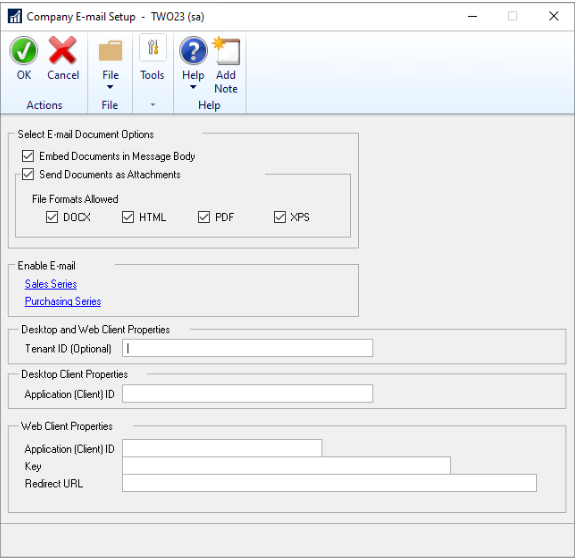 Company E-mail Setup - TWO23 (sa)
OK Cancel File Tools Help Add Note
Actions File Help
Select E-mail Document Options
Embed Documents in Message Body
Send Documents as Attachments
File Formats Allowed
DOCX HTML PDF XPS
Enable E-mail
Sales Series
Purchasing Series
Desktop and Web Client Properties
Tenant ID (Optional)
Desktop Client Properties
Application (Client) ID
Web Client Properties
Application (Client) ID
Key
Redirect URL